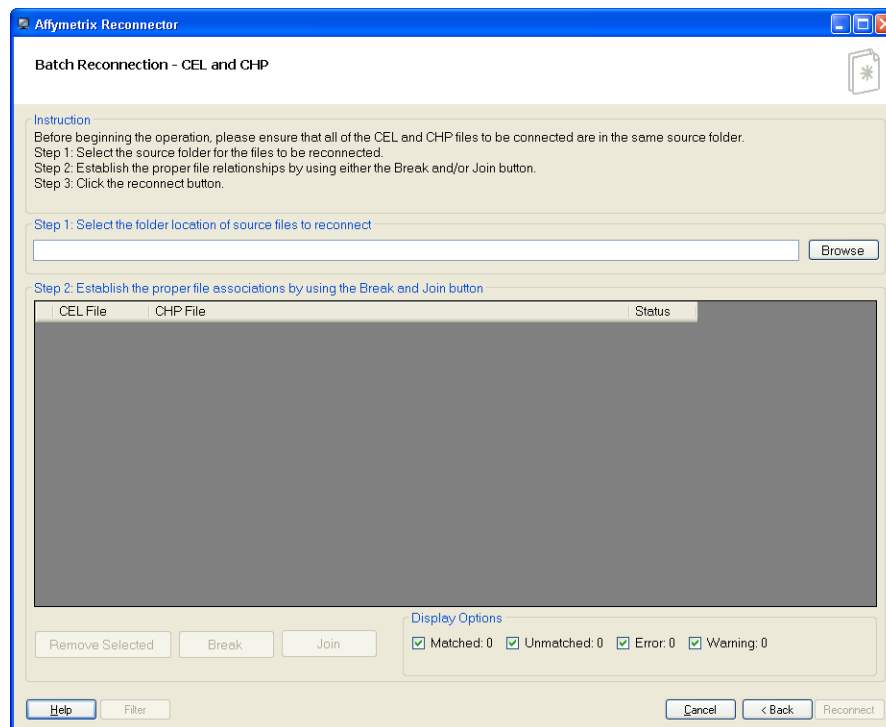 Affymetrix Reconnector
Batch Reconnection - CEL and CHP
Instruction
Before beginning the operation, please ensure that all of the CEL and CHP files to be connected are in the same source folder.
Step 1: Select the source folder for the files to be reconnected.
Step 2: Establish the proper file relationships by using either the Break and/or Join button.
Step 3: Click the reconnect button.
Step 1: Select the folder location of source files to reconnect
Browse
Step 2: Establish the proper file associations by using the Break and Join button
CEL File CHP File Status
Display Options
Remove Selected Break Join Matched: 0 Unmatched: 0 Error: 0 Warning: 0
Help Filter Cancel < Back Reconnect